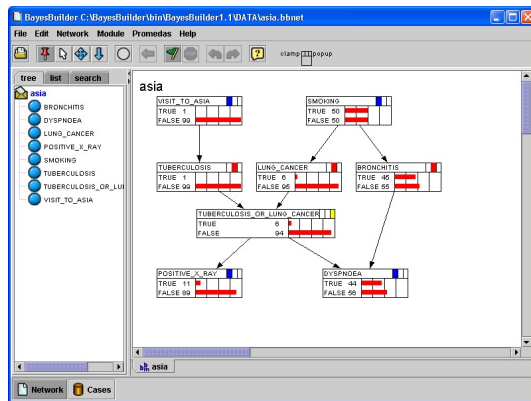 BayesBuilder C:\BayesBuilder\bin\BayesBuilder1.1\DATA\asia.bbnet
File Edit Network Module Promedas Help
clamp popup
tree list search
asia
BRONCHITIS
DYSPNOEA
LUNG_CANCER
POSITIVE_X_RAY
SMOKING
TUBERCULOSIS
TUBERCULOSIS_OR_LU
VISIT_TO_ASIA
asia
VISIT_TO_ASIA
TRUE 1
FALSE 99
SMOKING
TRUE 50
FALSE 50
TUBERCULOSIS
TRUE 1
FALSE 99
LUNG_CANCER
TRUE 6
FALSE 95
BRONCHITIS
TRUE 45
FALSE 55
TUBERCULOSIS_OR_LUNG_CANCER
TRUE 6
FALSE 94
POSITIVE_X_RAY
TRUE 11
FALSE 89
DYSPNOEA
TRUE 44
FALSE 56
asia
Network Cases